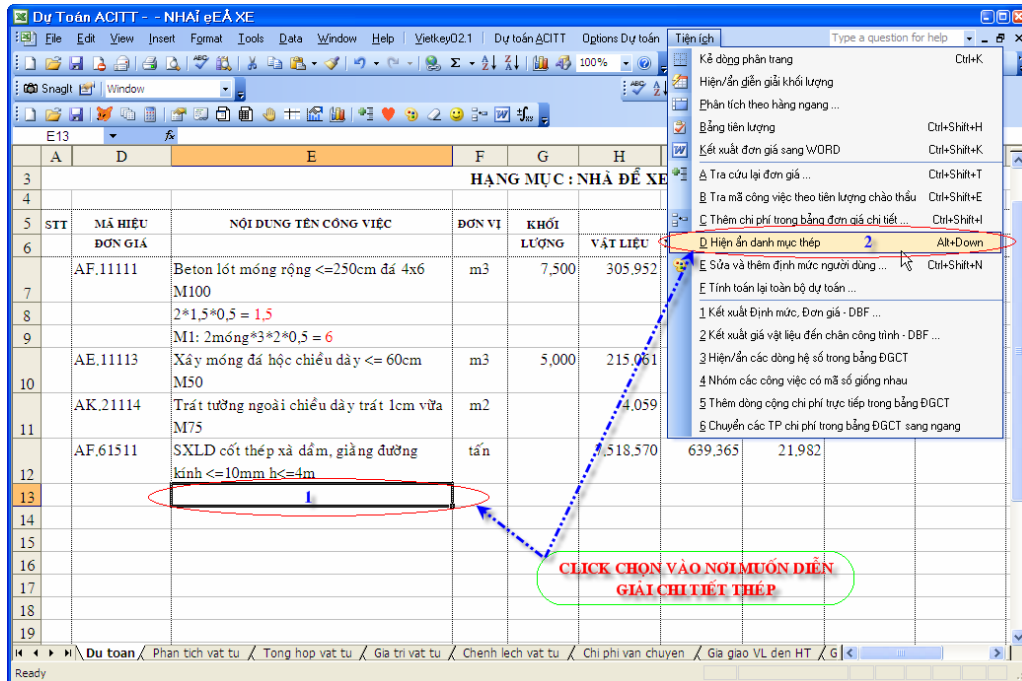 Dự Toán ACITT - - NHAĨ ẹEÅ XE
File Edit View Insert Format Tools Data Window Help Vietkey02.1 Dự toán ACITT Options Dự toán Tiện ích Type a question for help
100%
SnagIt Window
E13 fx
A D E F G H
3 HẠNG MỤC : NHÀ ĐỂ XE
4
5 STT MÃ HIỆU NỘI DUNG TÊN CÔNG VIỆC ĐƠN VỊ KHỐI
6 ĐƠN GIÁ LƯỢNG VẬT LIỆU
AF.11111 Beton lót móng rộng <=250cm đá 4x6 m3 7,500 305,952
7 M100
8 2*1,5*0,5 = 1,5
9 M1: 2móng*3*2*0,5 = 6
AE.11113 Xây móng đá hộc chiều dày <= 60cm m3 5,000 215,061
10 M50
AK.21114 Trát tường ngoài chiều dày trát 1cm vữa m2 4,059
11 M75
AF.61511 SXLD cốt thép xà dầm, giằng đường tấn 7,518,570 639,365 21,982
12 kính <=10mm h<=4m
13 1
14
15
16
17
18
19
Kẻ dòng phân trang Ctrl+K
Hiện/ẩn diễn giải khối lượng
Phân tích theo hàng ngang ...
Bảng tiên lượng Ctrl+Shift+H
Kết xuất đơn giá sang WORD Ctrl+Shift+K
A Tra cứu lại đơn giá ... Ctrl+Shift+T
B Tra mã công việc theo tiên lượng chào thầu Ctrl+Shift+E
C Thêm chi phí trong bảng đơn giá chi tiết ... Ctrl+Shift+I
D Hiện ẩn danh mục thép 2 Alt+Down
E Sửa và thêm định mức người dùng ... Ctrl+Shift+N
F Tính toán lại toàn bộ dự toán ...
1 Kết xuất Định mức, Đơn giá - DBF ...
2 Kết xuất giá vật liệu đến chân công trình - DBF ...
3 Hiện/ẩn các dòng hệ số trong bảng ĐGCT
4 Nhóm các công việc có mã số giống nhau
5 Thêm dòng cộng chi phí trực tiếp trong bảng ĐGCT
6 Chuyển các TP chi phí trong bảng ĐGCT sang ngang
CLICK CHỌN VÀO NƠI MUỐN DIỄN
GIẢI CHI TIẾT THÉP
Du toan Phan tich vat tu Tong hop vat tu Gia tri vat tu Chenh lech vat tu Chi phi van chuyen Gia giao VL den HT G
Ready